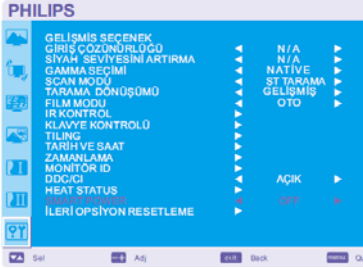 PHILIPS
GELİŞMİŞ SEÇENEK
GİRİŞ ÇÖZÜNÜRLÜĞÜ N/A
SİYAH SEVİYESİNİ ARTIRMA N/A
GAMMA SEÇİMİ NATİVE
SCAN MODU ST TARAMA
TARAMA DÖNÜŞÜMÜ GELİŞMİŞ
FILM MODU OTO
IR KONTROL
KLAVYE KONTROLÜ
TILING
TARİH VE SAAT
ZAMANLAMA
MONİTÖR ID
DDC/CI AÇIK
HEAT STATUS
SMARTPOWER OFF
İLERİ OPSİYON RESETLEME
Sel Adj exit Back menu